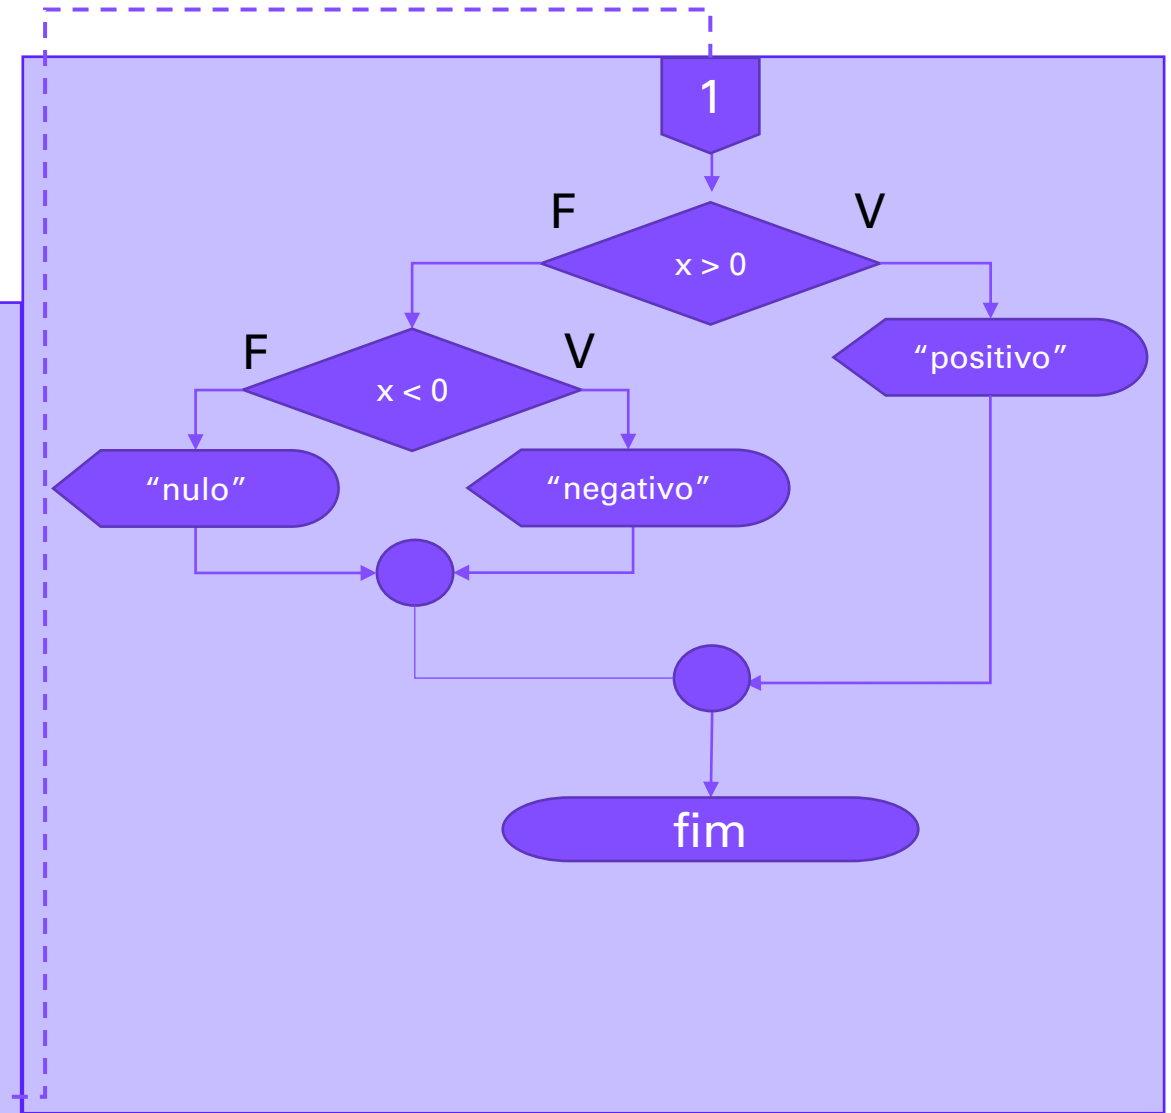 1
F
V
x > 0
F
V
“positivo”
x < 0
“nulo”
“negativo”
fim